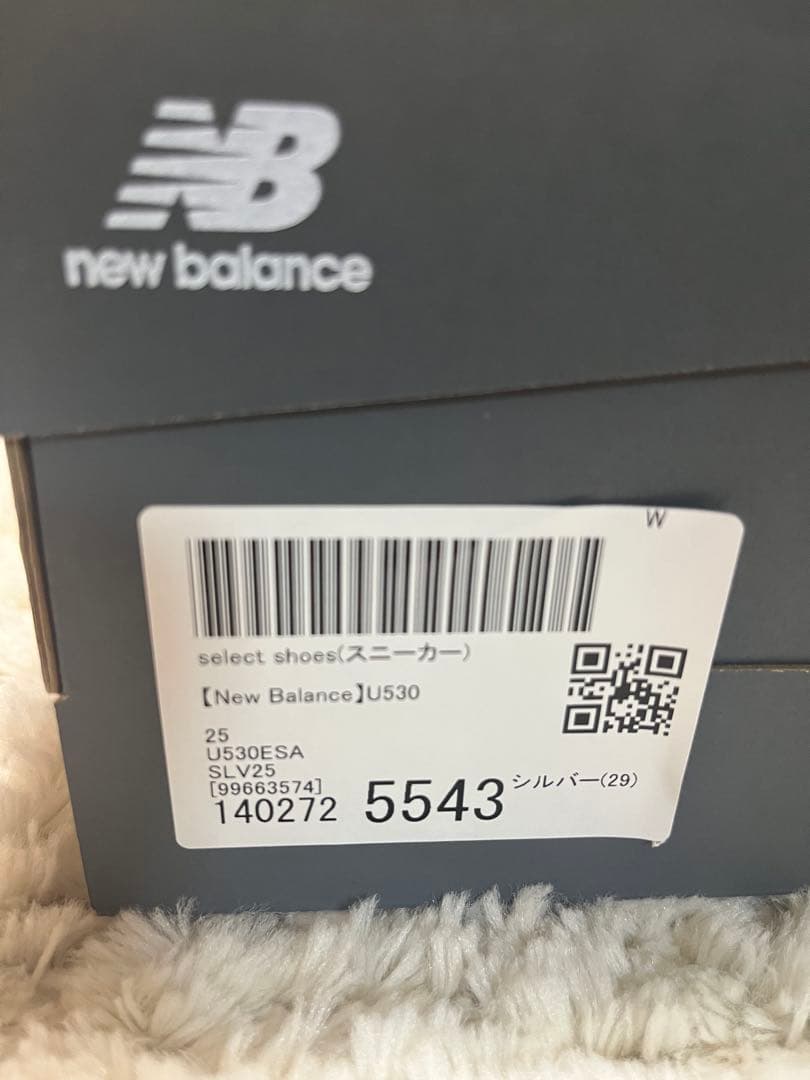 NB
new balance
W
select shoes(スニーカー)
【New Balance】U530
25
U530ESA
SLV25
[99663574]
140272 5543 シルバー(29)